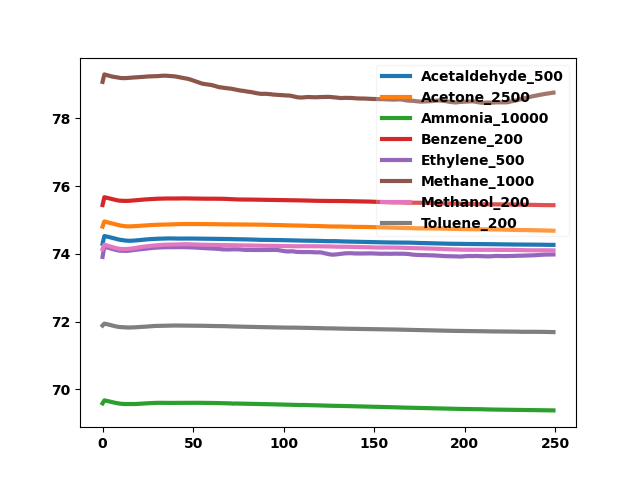 Acetaldehyde_500
Acetone_2500
Ammonia_10000
Benzene_200
Ethylene_500
Methane_1000
Methanol_200
Toluene_200
78
76
74
72
70
0 50 100 150 200 250